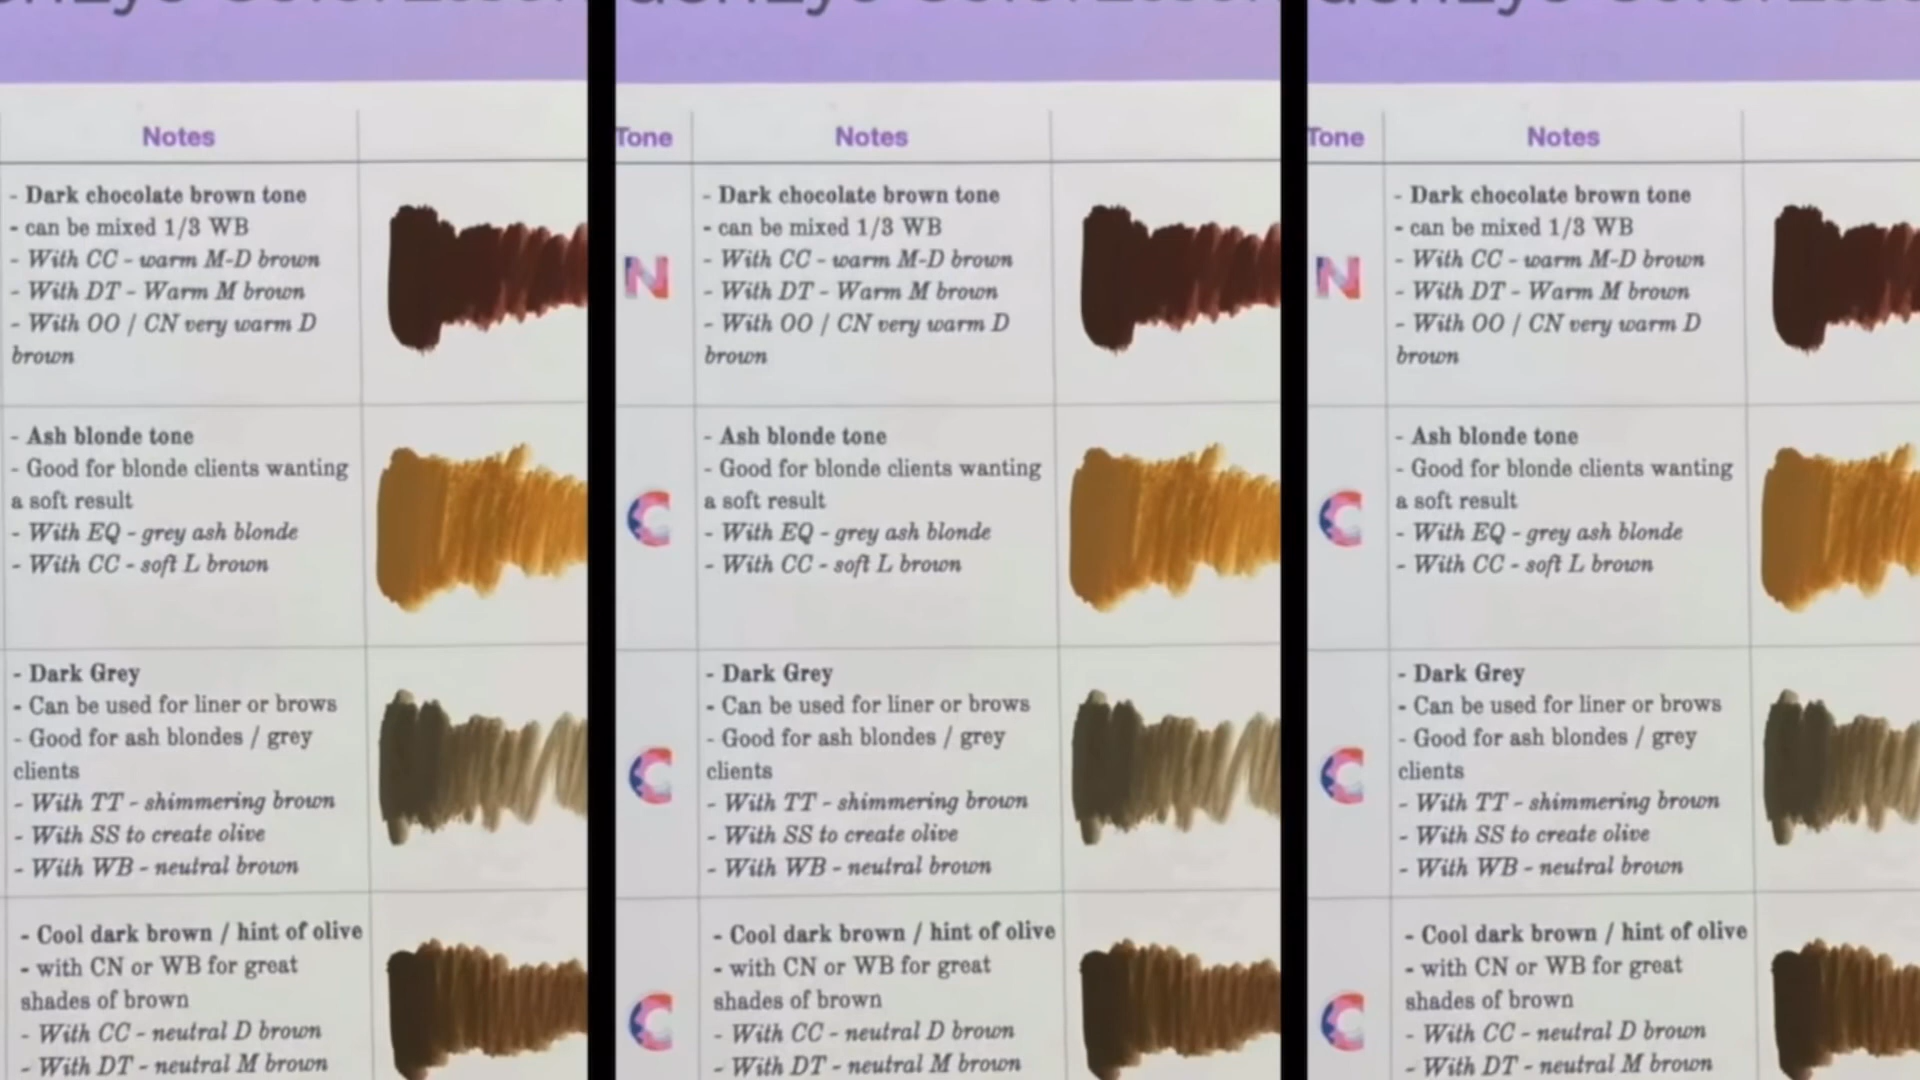 Notes
- Dark chocolate brown tone
- can be mixed 1/3 WB
- With CC - warm M-D brown
- With DT - Warm M brown
- With OO / CN very warm D
brown
- Ash blonde tone
- Good for blonde clients wanting
a soft result
- With EQ - grey ash blonde
- With CC - soft L brown
- Dark Grey
- Can be used for liner or brows
- Good for ash blondes / grey
clients
- With TT - shimmering brown
- With SS to create olive
- With WB - neutral brown
- Cool dark brown / hint of olive
- with CN or WB for great
shades of brown
- With CC - neutral D brown
- With DT - neutral M brown
Tone
Notes
N
- Dark chocolate brown tone
- can be mixed 1/3 WB
- With CC - warm M-D brown
- With DT - Warm M brown
- With OO / CN very warm D
brown
C
- Ash blonde tone
- Good for blonde clients wanting
a soft result
- With EQ - grey ash blonde
- With CC - soft L brown
C
- Dark Grey
- Can be used for liner or brows
- Good for ash blondes / grey
clients
- With TT - shimmering brown
- With SS to create olive
- With WB - neutral brown
C
- Cool dark brown / hint of olive
- with CN or WB for great
shades of brown
- With CC - neutral D brown
- With DT - neutral M brown
Tone
Notes
N
- Dark chocolate brown tone
- can be mixed 1/3 WB
- With CC - warm M-D brown
- With DT - Warm M brown
- With OO / CN very warm D
brown
C
- Ash blonde tone
- Good for blonde clients wanting
a soft result
- With EQ - grey ash blonde
- With CC - soft L brown
C
- Dark Grey
- Can be used for liner or brows
- Good for ash blondes / grey
clients
- With TT - shimmering brown
- With SS to create olive
- With WB - neutral brown
C
- Cool dark brown / hint of olive
- with CN or WB for great
shades of brown
- With CC - neutral D brown
- With DT - neutral M brown